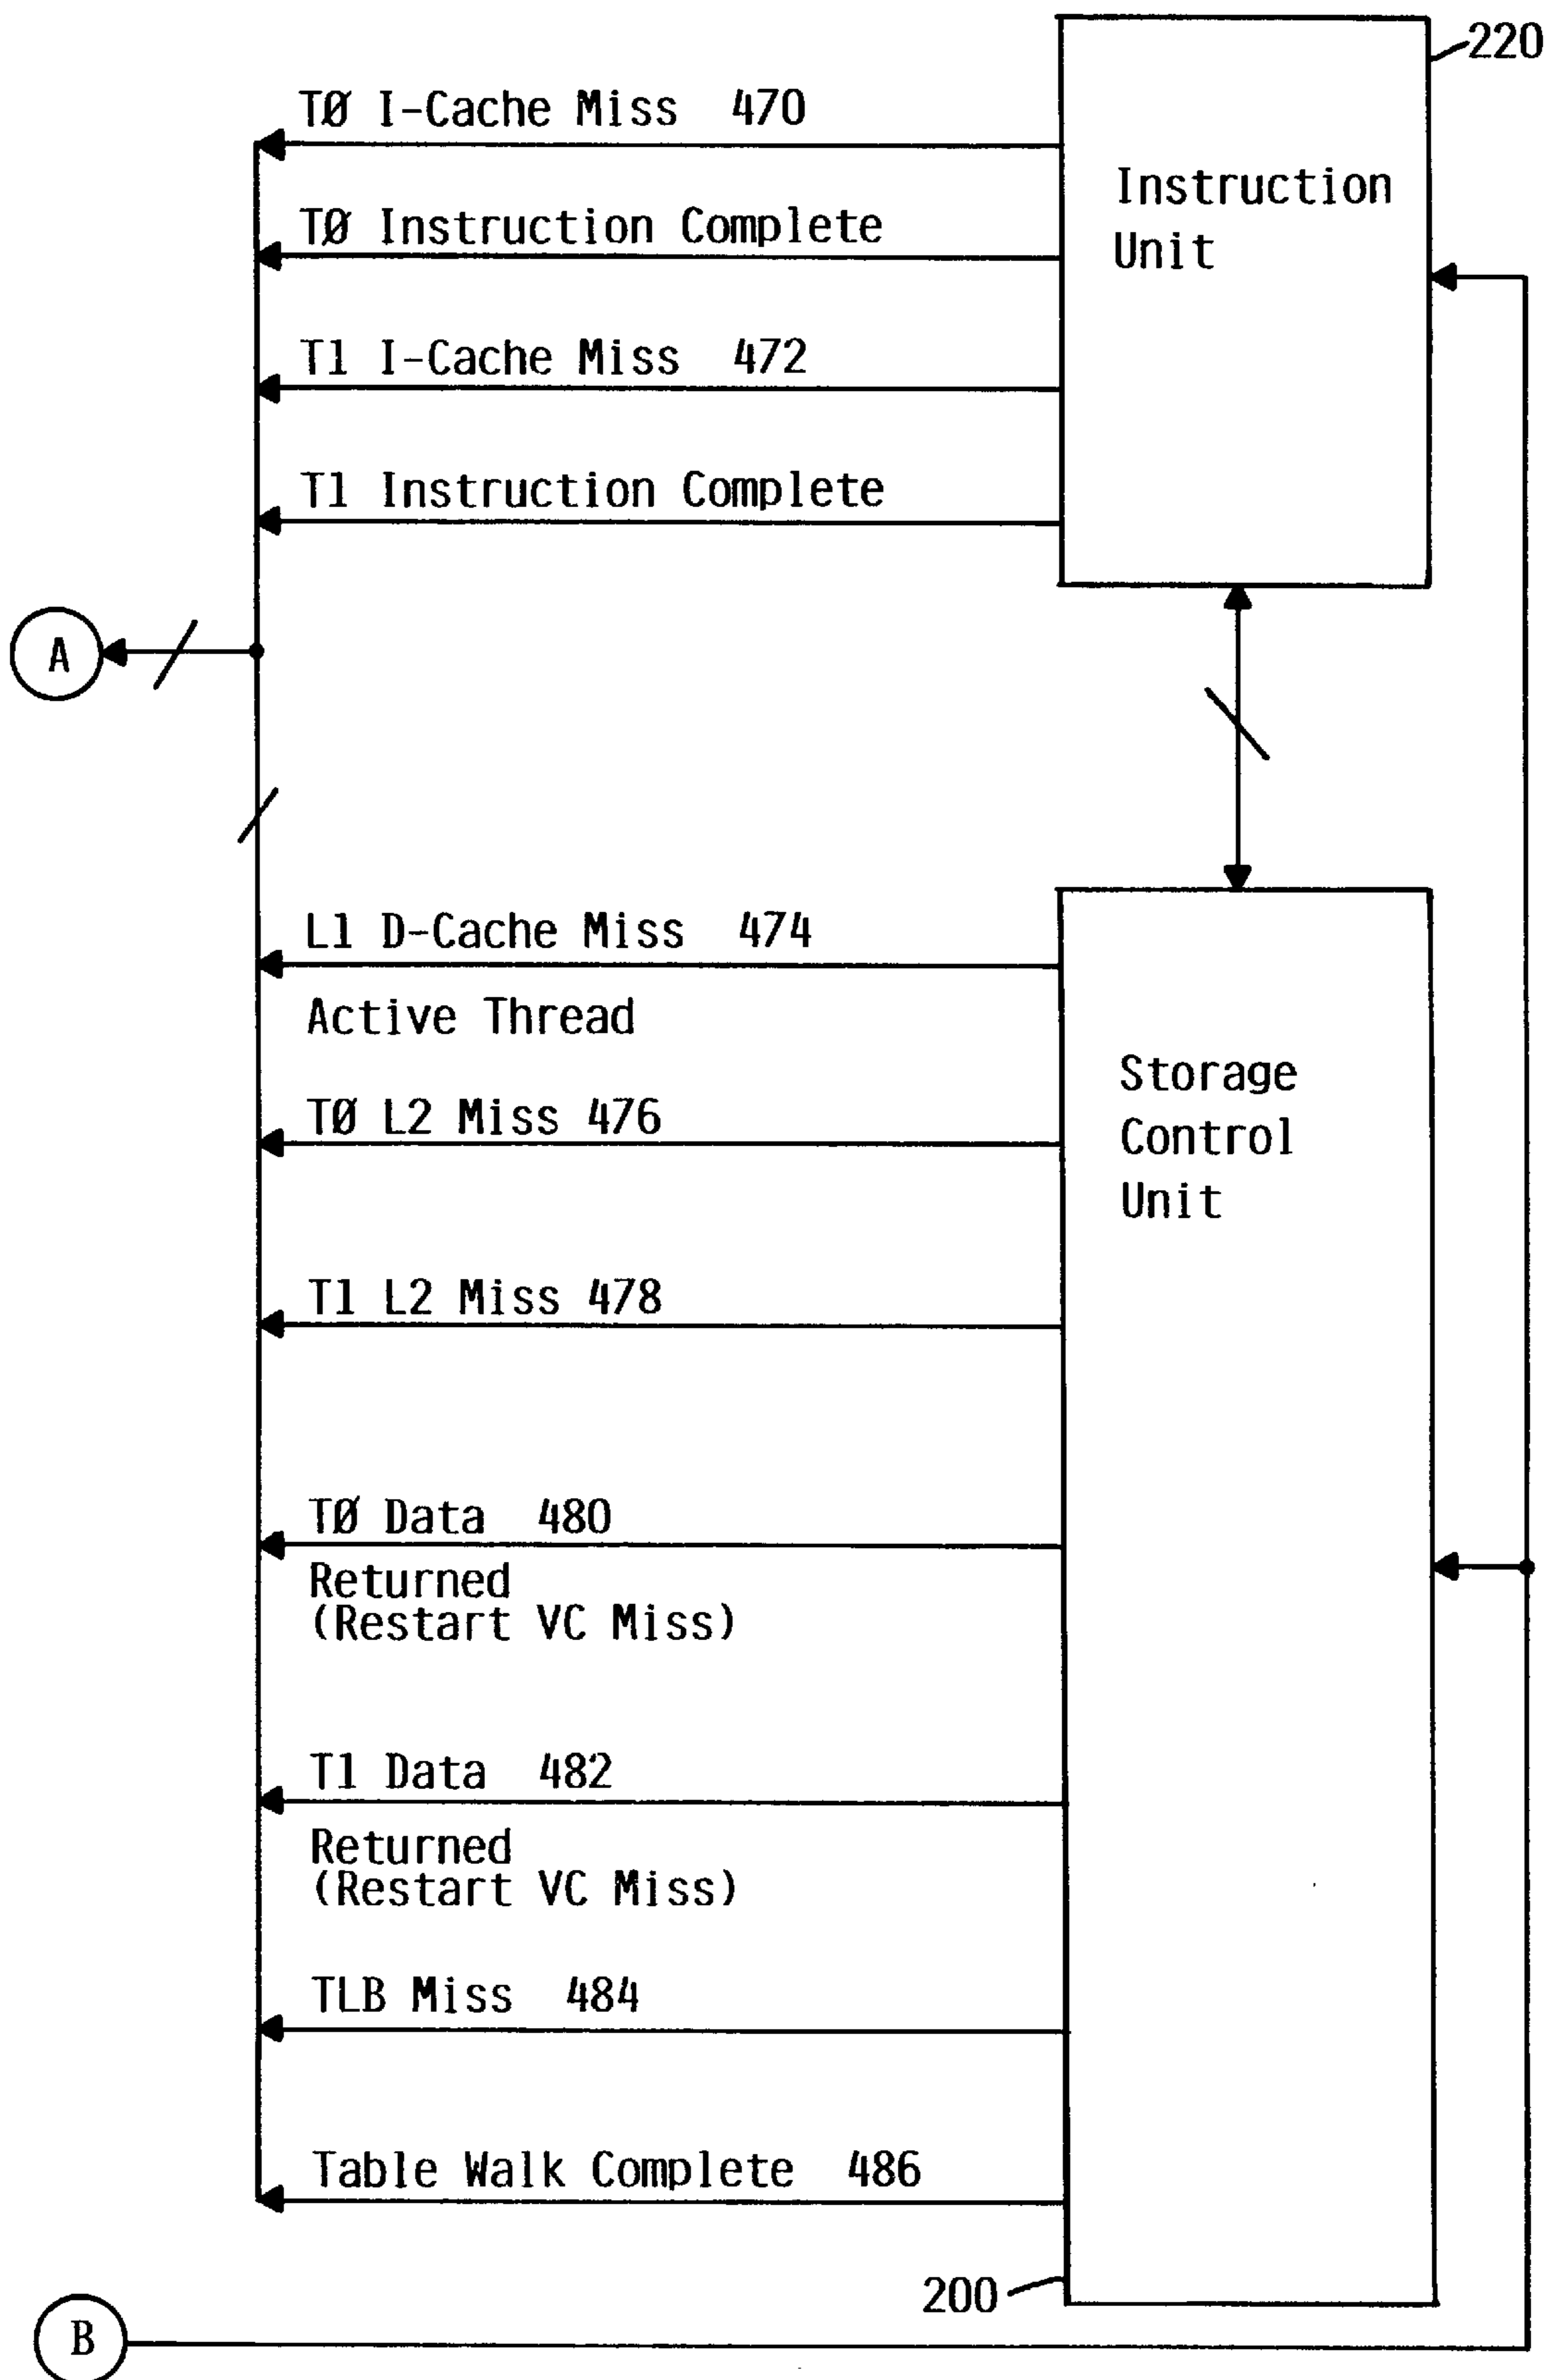 220
TØ I-Cache Miss 470
Instruction
Unit
TØ Instruction Complete
T1 I-Cache Miss 472
T1 Instruction Complete
A
L1 D-Cache Miss 474
Active Thread
Storage
Control
Unit
TØ L2 Miss 476
T1 L2 Miss 478
TØ Data 480
Returned
(Restart VC Miss)
T1 Data 482
Returned
(Restart VC Miss)
TLB Miss 484
Table Walk Complete 486
200
B